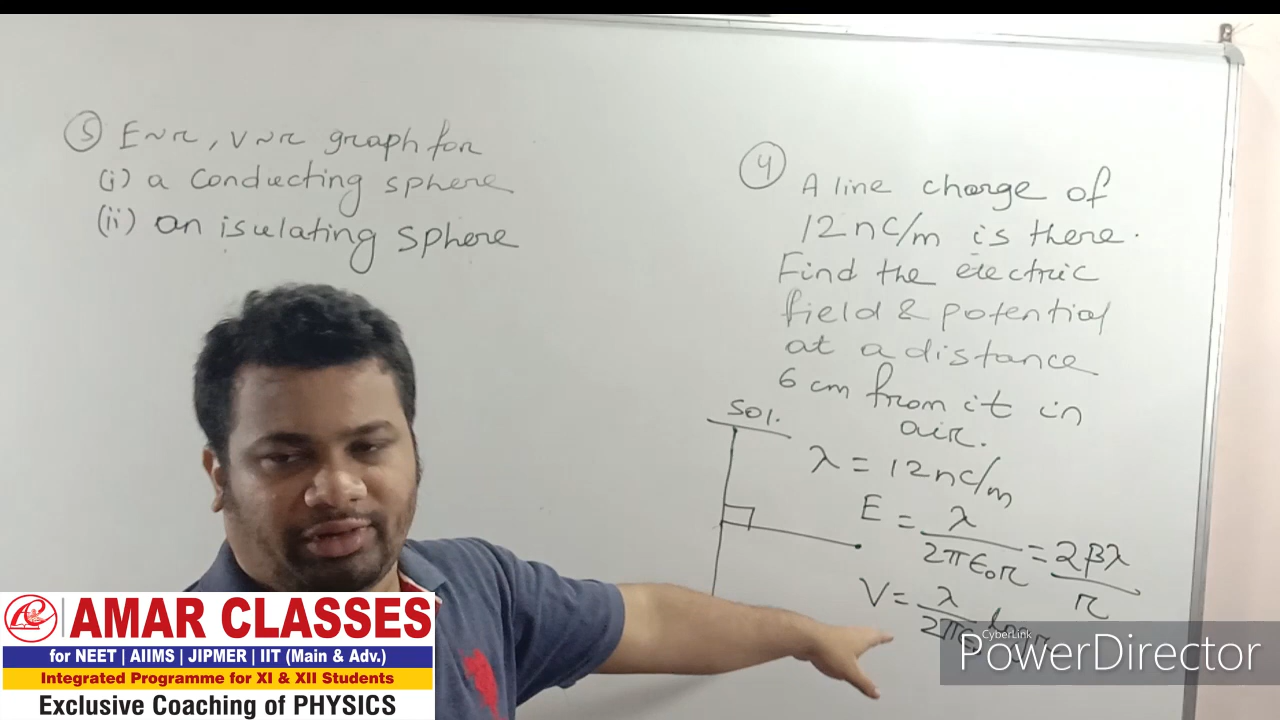 5 E~r, V~r graph for
(i) a conducting sphere
(ii) an isulating sphere
4
A line charge of
12nC/m is there.
Find the electric
field & potential
at a distance
6 cm from it in
air.
Sol.
λ = 12nC/m
E = λ/2πε₀r = 2βλ/r
V = λ/2πε
CyberLink
PowerDirector
AMAR CLASSES
for NEET | AIIMS | JIPMER | IIT (Main & Adv.)
Integrated Programme for XI & XII Students
Exclusive Coaching of PHYSICS